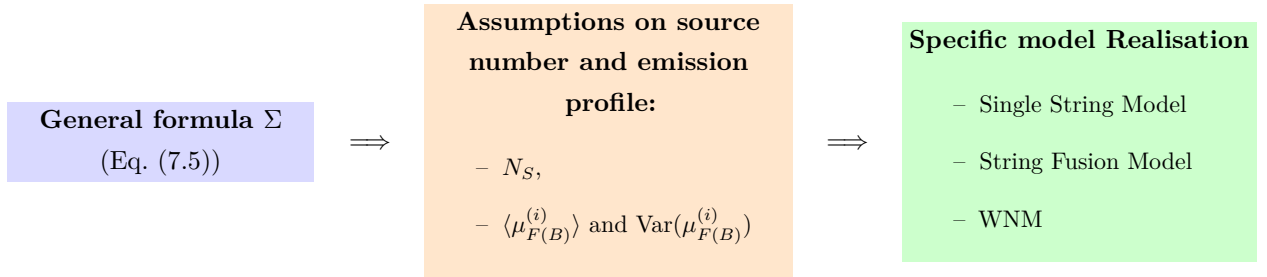 General formula Σ
(Eq. (7.5))
⟹
Assumptions on source
number and emission
profile:
– N_S,
– ⟨μ_{F(B)}^{(i)}⟩ and Var(μ_{F(B)}^{(i)})
⟹
Specific model Realisation
– Single String Model
– String Fusion Model
– WNM